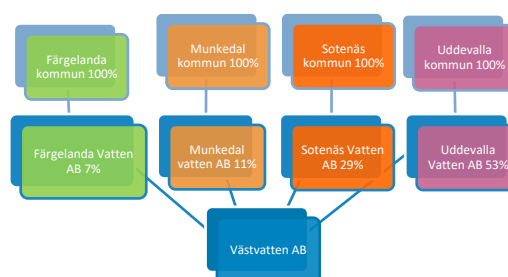 Färgelanda
kommun 100%
Munkedal
kommun 100%
Sotenäs
kommun 100%
Uddevalla
kommun 100%
Färgelanda Vatten
AB 7%
Munkedal
vatten AB 11%
Sotenäs Vatten
AB 29%
Uddevalla
Vatten AB 53%
Västvatten AB